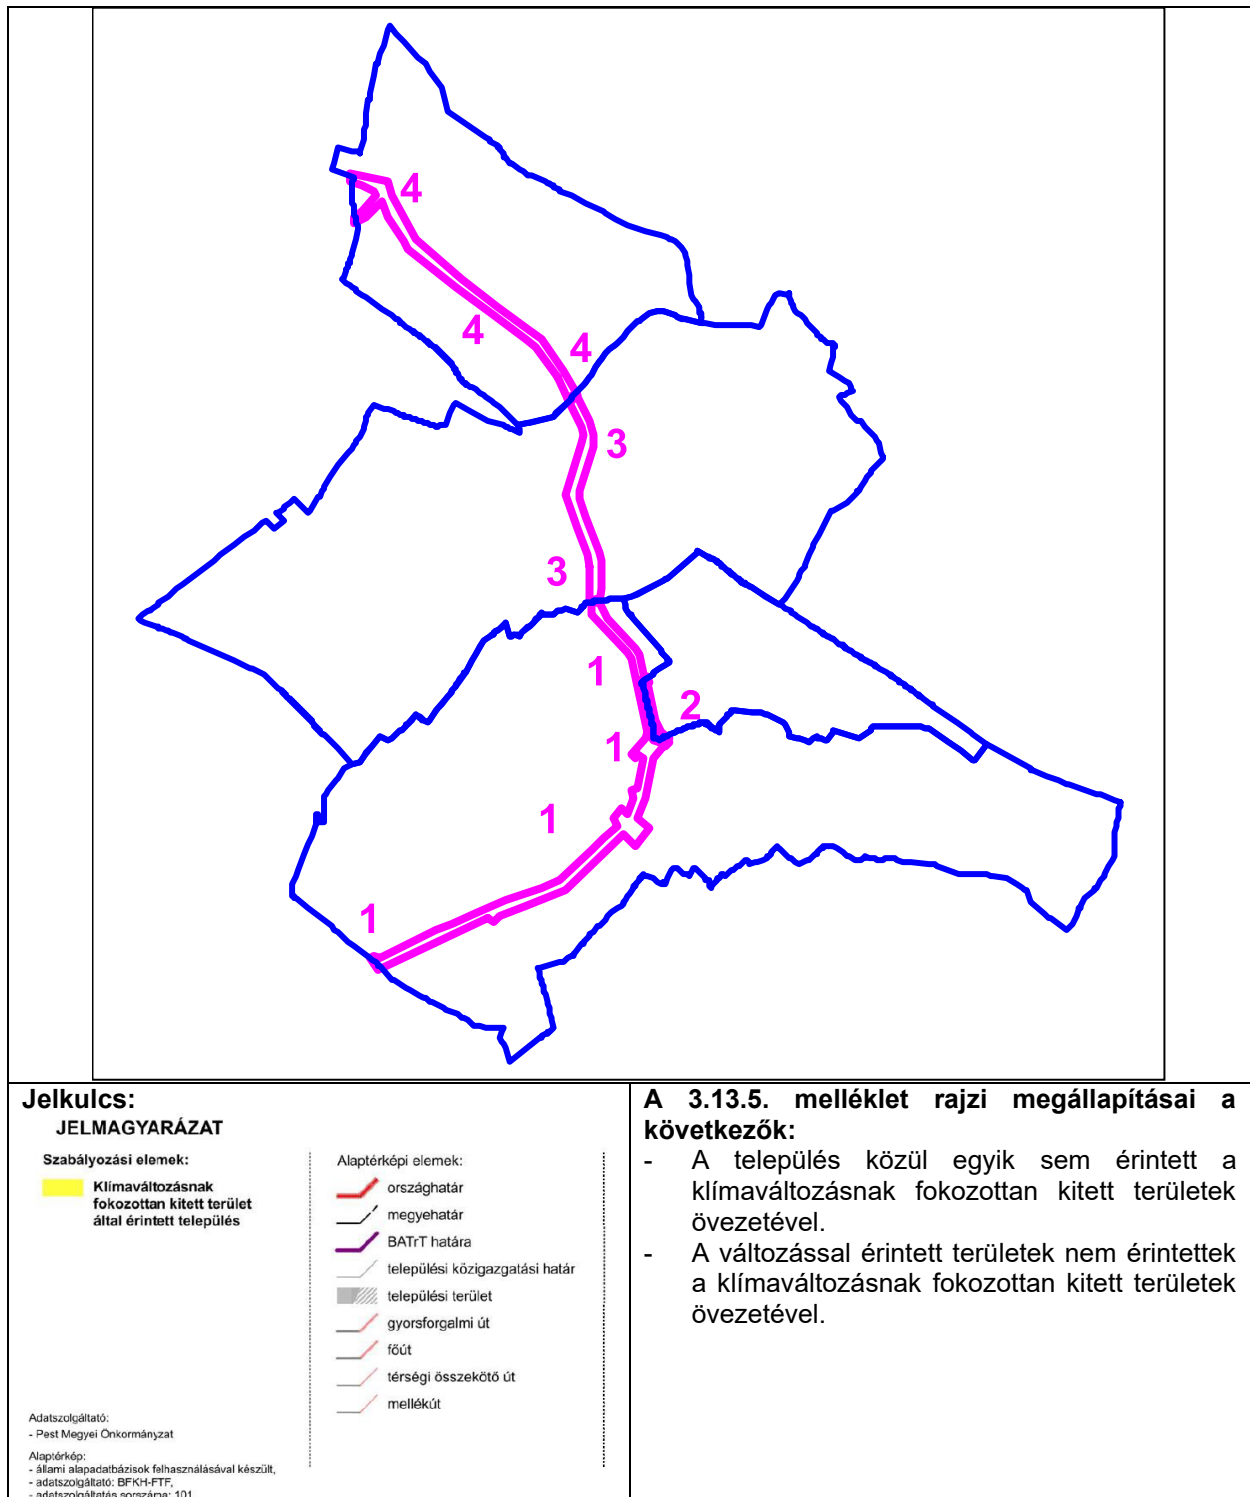 4
4
4
3
3
1
2
1
1
1
Jelkulcs:
JELMAGYARÁZAT
Szabályozási elemek:
Klímaváltozásnak
fokozottan kitett terület
által érintett település
Adatszolgáltató:
- Pest Megyei Önkormányzat
Alaptérkép:
- állami alapadatbázisok felhasználásával készült,
- adatszolgáltató: BFKH-FTF,
- adatszolgáltatás sorszáma: 101
Alaptérképi elemek:
országhatár
megyehatár
BATrT határa
települési közigazgatási határ
települési terület
gyorsforgalmi út
főút
térségi összekötő út
mellékút
A 3.13.5. melléklet rajzi megállapításai a
következők:
- A település közül egyik sem érintett a
klímaváltozásnak fokozottan kitett területek
övezetével.
- A változással érintett területek nem érintettek
a klímaváltozásnak fokozottan kitett területek
övezetével.